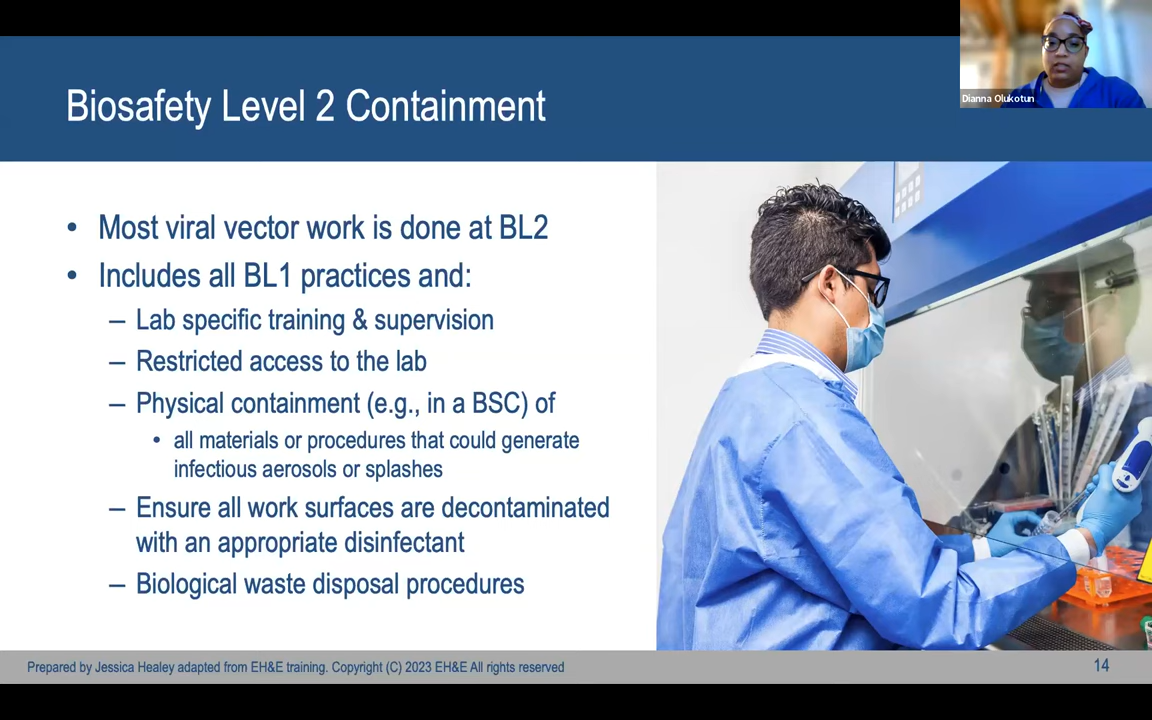 Dianna Olukotun
Biosafety Level 2 Containment
• Most viral vector work is done at BL2
• Includes all BL1 practices and:
– Lab specific training & supervision
– Restricted access to the lab
– Physical containment (e.g., in a BSC) of
• all materials or procedures that could generate
infectious aerosols or splashes
– Ensure all work surfaces are decontaminated
with an appropriate disinfectant
– Biological waste disposal procedures
Prepared by Jessica Healey adapted from EH&E training. Copyright (C) 2023 EH&E All rights reserved
14